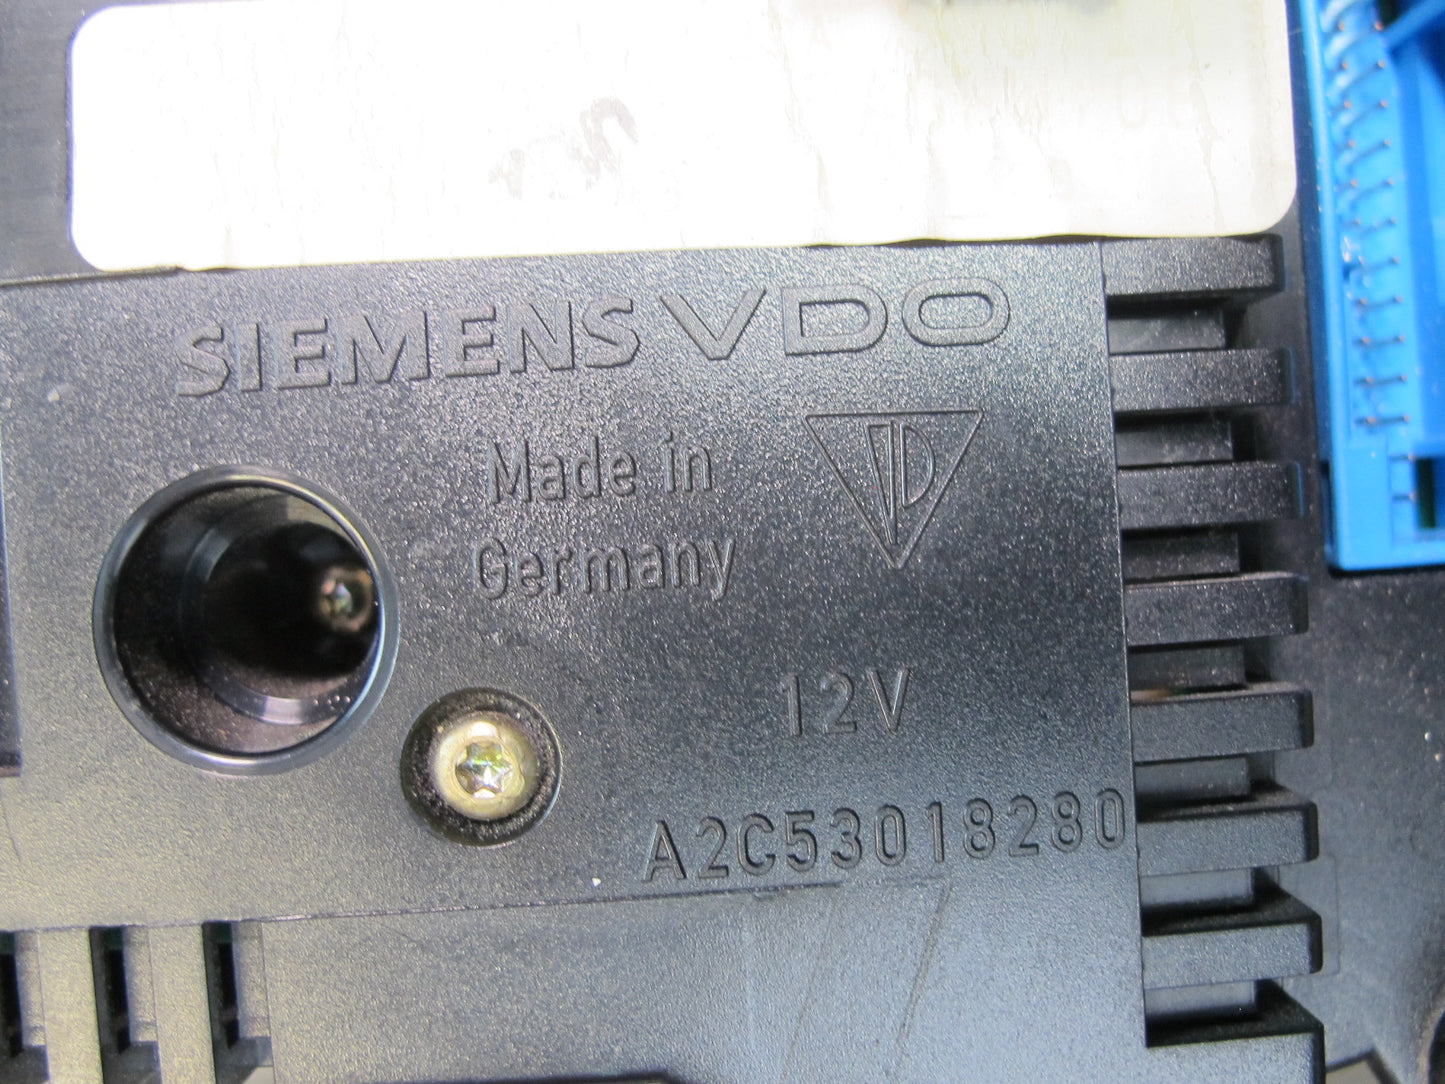 SIEMENS VDO
Made in
Germany
12V
A2C53018280